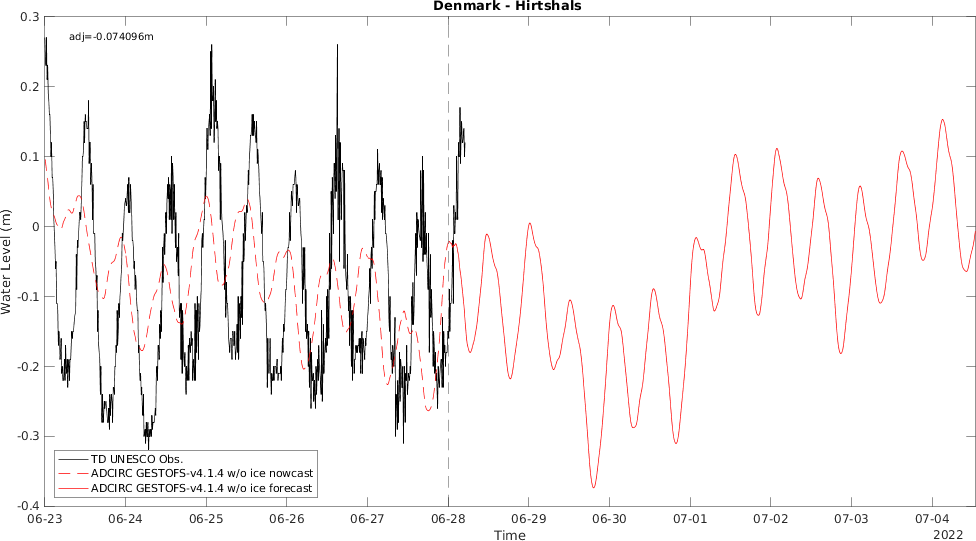 Denmark - Hirtshals
0.3
adj=-0.074096m
0.2
0.1
0
-0.1
-0.2
-0.3
-0.4
Water Level (m)
TD UNESCO Obs.
ADCIRC GESTOFS-v4.1.4 w/o ice nowcast
ADCIRC GESTOFS-v4.1.4 w/o ice forecast
06-23 06-24 06-25 06-26 06-27 06-28 06-29 06-30 07-01 07-02 07-03 07-04
Time
2022